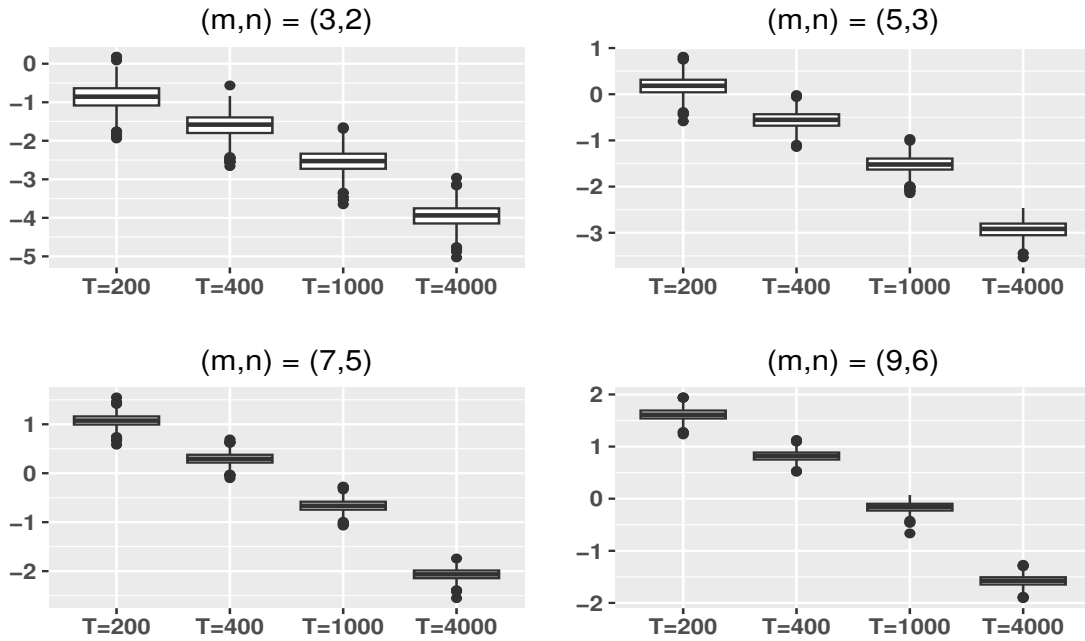 (m,n) = (3,2)
0
−1
−2
−3
−4
−5
T=200 T=400 T=1000 T=4000
(m,n) = (5,3)
1
0
−1
−2
−3
T=200 T=400 T=1000 T=4000
(m,n) = (7,5)
1
0
−1
−2
T=200 T=400 T=1000 T=4000
(m,n) = (9,6)
2
1
0
−1
−2
T=200 T=400 T=1000 T=4000